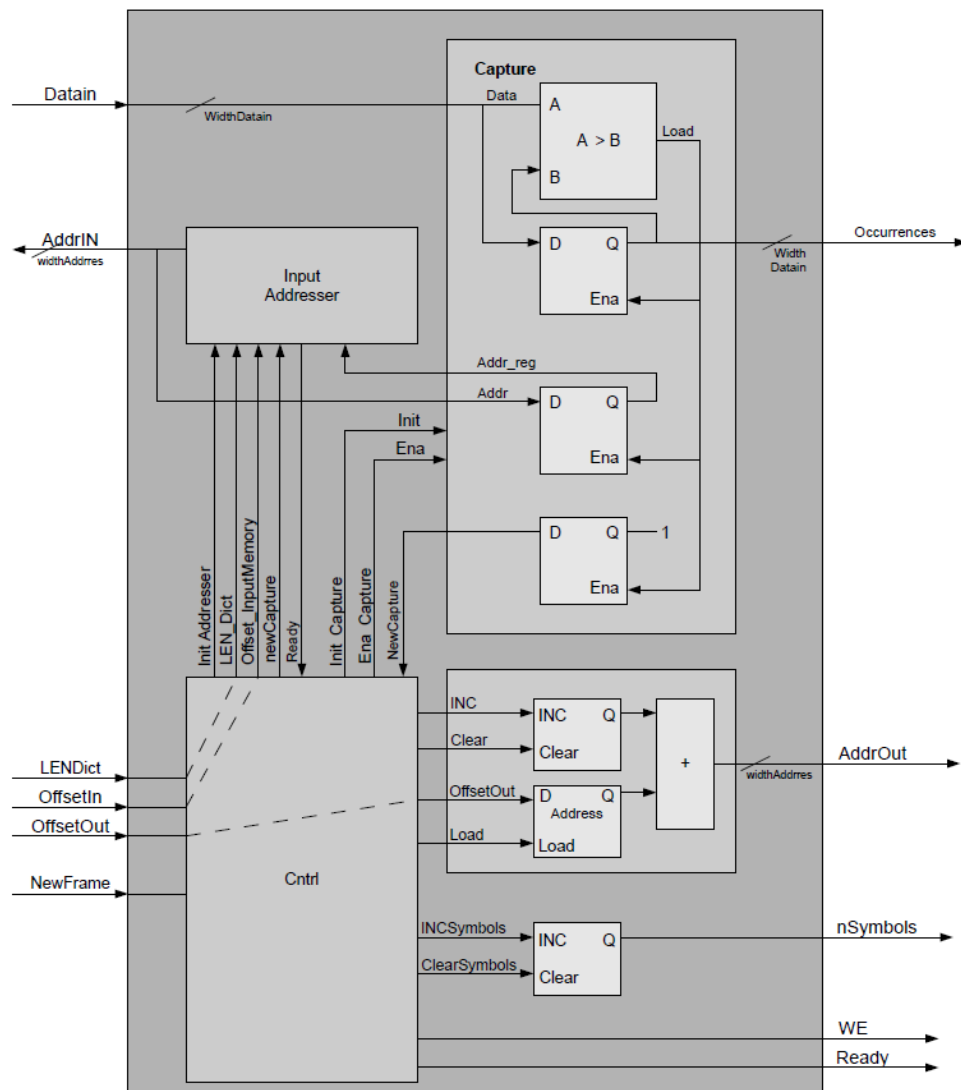 Capture
Datain
WidthDatain
Data
A
A > B
B
Load
AddrIN
widthAddrres
Input
Addresser
D
Q
Ena
Occurrences
Width
Datain
Addr_reg
Addr
D
Q
Ena
Init
Ena
D
Q
1
Ena
Init Addresser
LEN_Dict
Offset_InputMemory
newCapture
Ready
Init Capture
Ena_Capture
NewCapture
LENDict
OffsetIn
OffsetOut
NewFrame
Cntrl
INC
Clear
INC
Q
Clear
OffsetOut
Load
D
Q
Address
Load
+
widthAddrres
AddrOut
INCSymbols
ClearSymbols
INC
Q
Clear
nSymbols
WE
Ready